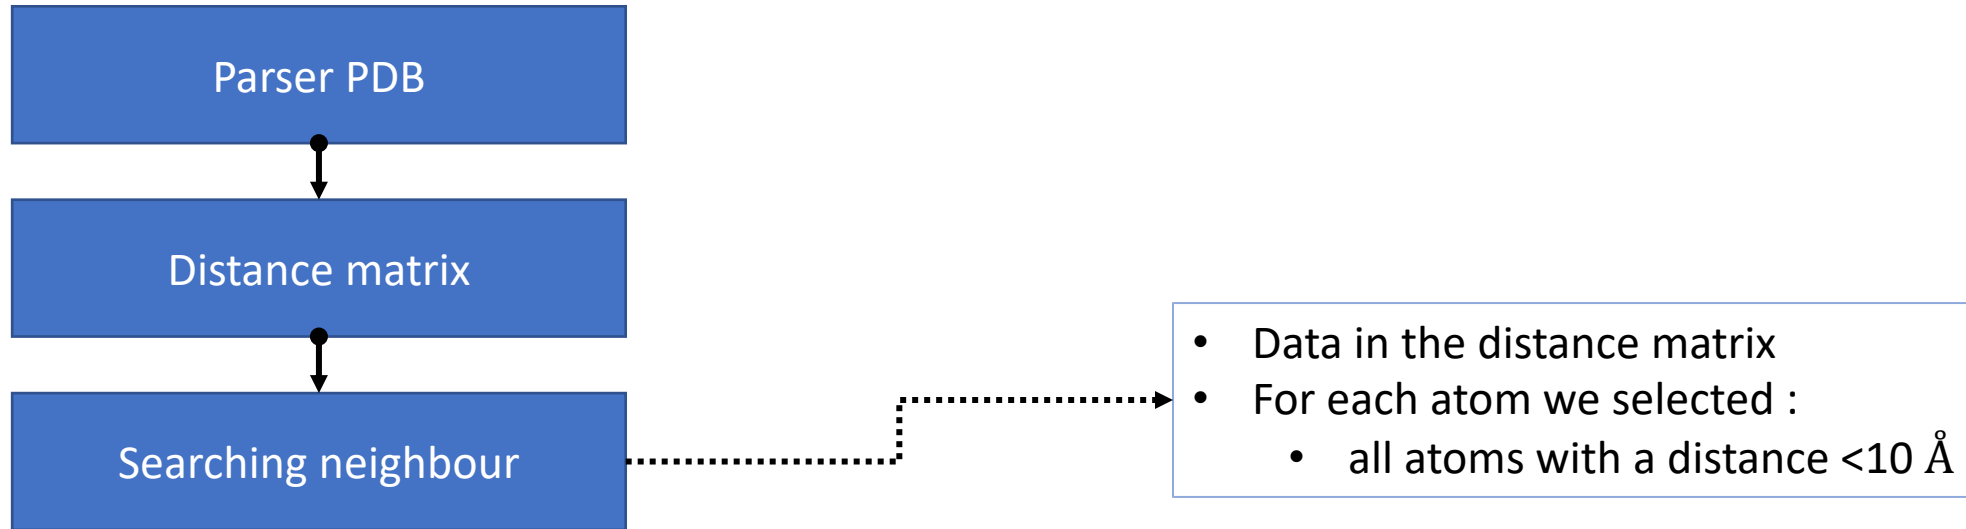 Parser PDB
Distance matrix
Searching neighbour
• Data in the distance matrix
• For each atom we selected :
• all atoms with a distance <10 Å